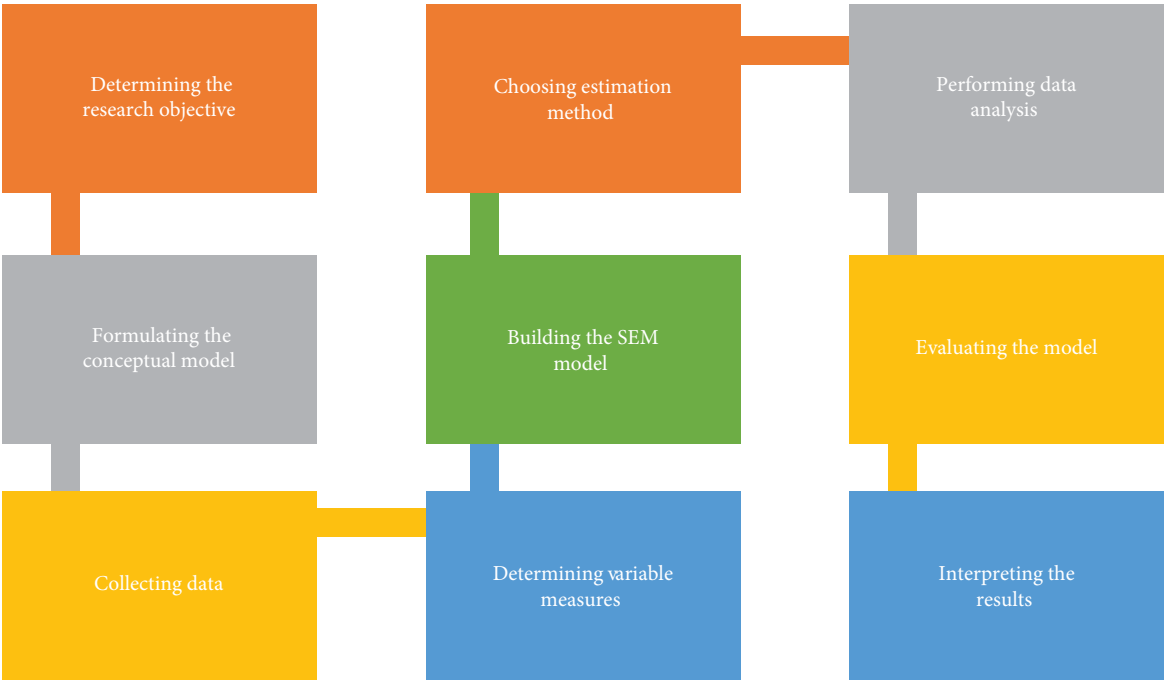 Determining the
research objective
Formulating the
conceptual model
Collecting data
Determining variable
measures
Building the SEM
model
Choosing estimation
method
Performing data
analysis
Evaluating the model
Interpreting the
results